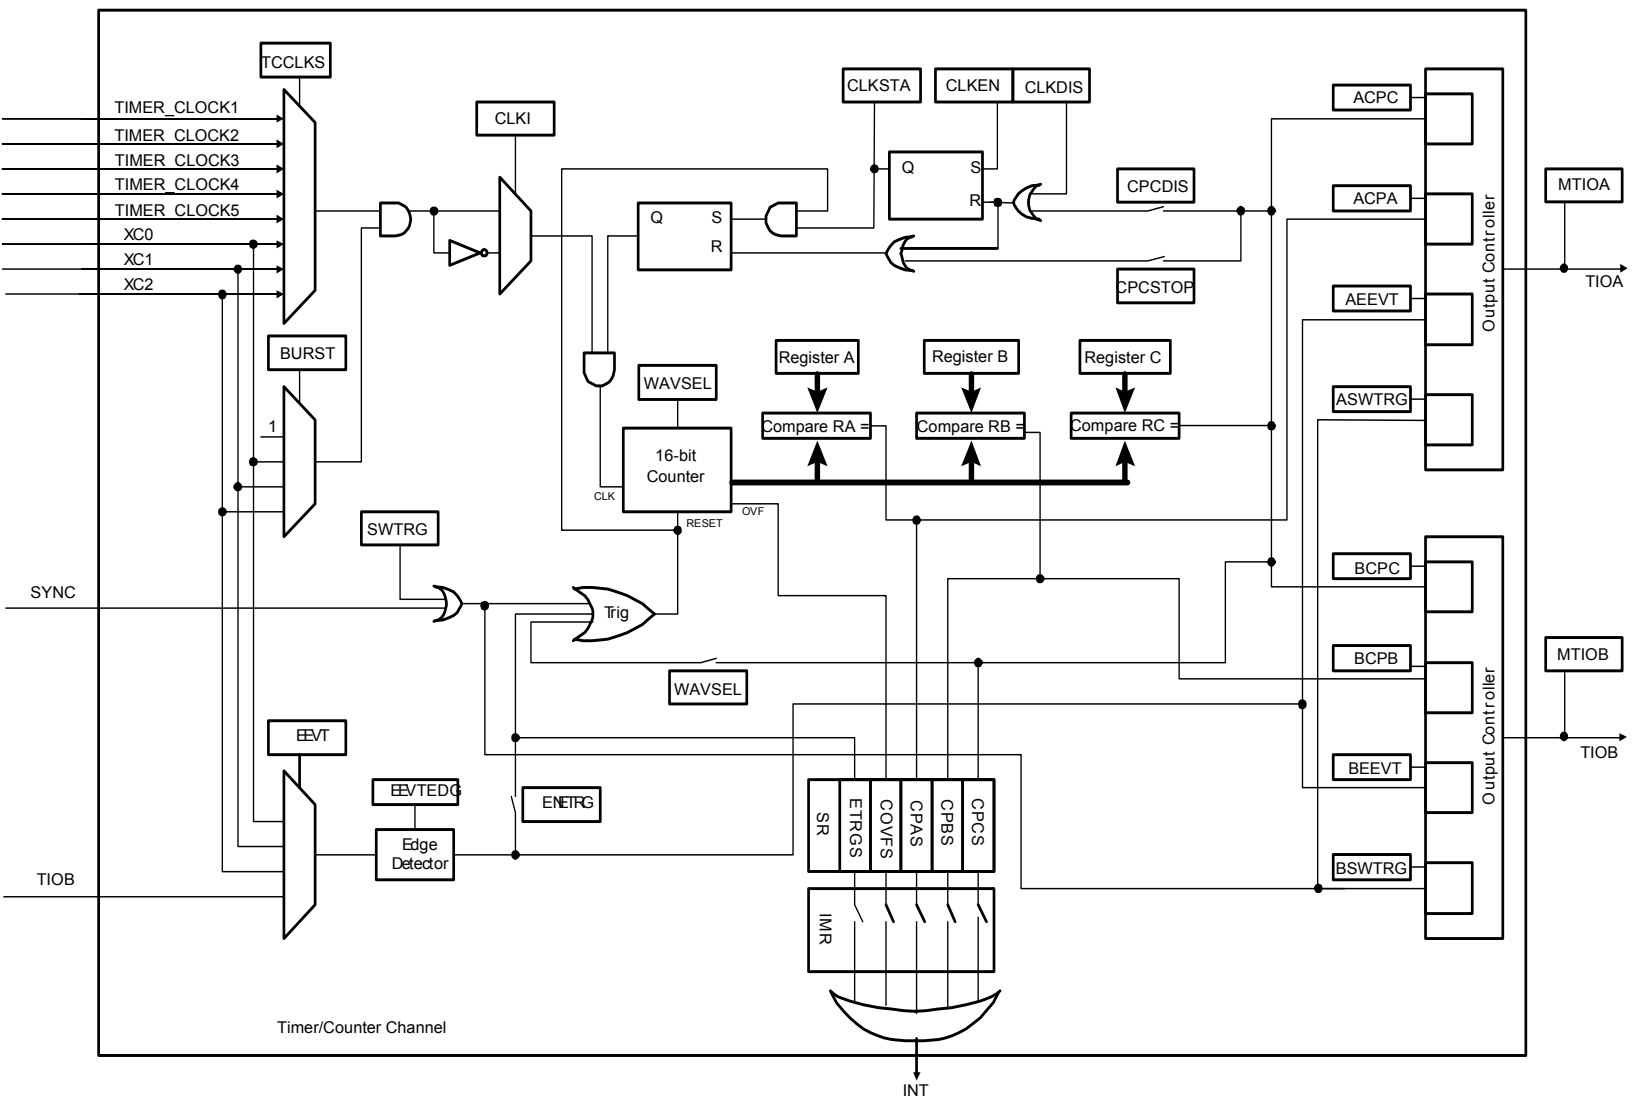 TCCLKS
TIMER_CLOCK1
TIMER_CLOCK2
TIMER_CLOCK3
TIMER_CLOCK4
TIMER_CLOCK5
XC0
XC1
XC2
CLKI
CLKSTA
CLKEN
CLKDIS
Q
S
R
Q
S
R
CPCDIS
CPCSTOP
BURST
1
WAVSEL
16-bit
Counter
CLK
RESET
OVF
Register A
Register B
Register C
Compare RA =
Compare RB =
Compare RC =
SWTRG
SYNC
Trig
WAVSEL
EEVT
EEVTEDG
Edge
Detector
ENETRG
TIOB
SR
ETRGS
COVFS
CPAS
CPBS
CPCS
IMR
INT
Timer/Counter Channel
ACPC
ACPA
AEEVT
ASWTRG
Output Controller
MTIOA
TIOA
BCPC
BCPB
BEEVT
BSWTRG
Output Controller
MTIOB
TIOB